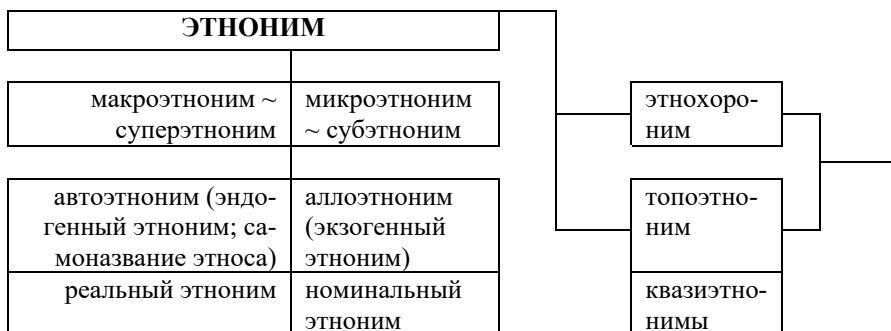 ЭТНОНИМ
макроэтноним ~
суперэтноним
микроэтноним
~ субэтноним
этнохоро-
ним
автоэтноним (эндо-
генный этноним; са-
моназвание этноса)
аллоэтноним
(экзогенный
этноним)
топоэтно-
ним
реальный этноним
номинальный
этноним
квазиэтно-
нимы